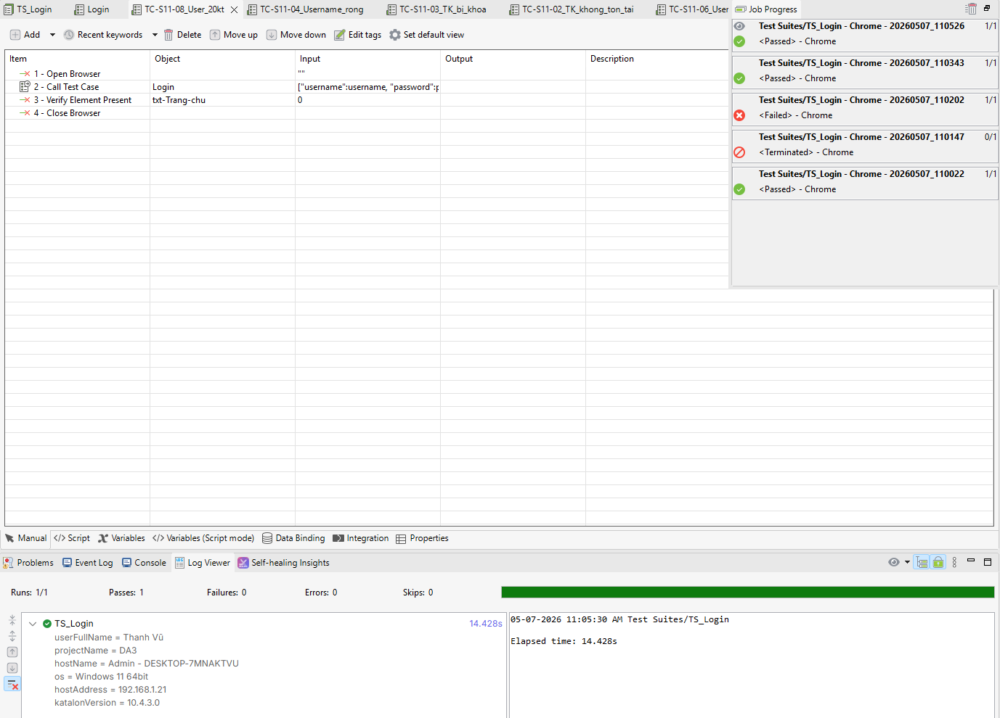 TS_Login Login TC-S11-08_User_20kt TC-S11-04_Username_rong TC-S11-03_TK_bi_khoa TC-S11-02_TK_khong_ton_tai TC-S11-06_User Job Progress
Add Recent keywords Delete Move up Move down Edit tags Set default view
Item Object Input Output Description
1 - Open Browser ""
2 - Call Test Case Login ["username":username, "password":p
3 - Verify Element Present txt-Trang-chu 0
4 - Close Browser
Test Suites/TS_Login - Chrome - 20260507_110526 1/1
<Passed> - Chrome
Test Suites/TS_Login - Chrome - 20260507_110343 1/1
<Passed> - Chrome
Test Suites/TS_Login - Chrome - 20260507_110202 1/1
<Failed> - Chrome
Test Suites/TS_Login - Chrome - 20260507_110147 0/1
<Terminated> - Chrome
Test Suites/TS_Login - Chrome - 20260507_110022 1/1
<Passed> - Chrome
Manual </> Script Variables </> Variables (Script mode) Data Binding Integration Properties
Problems Event Log Console Log Viewer Self-healing Insights
Runs: 1/1 Passes: 1 Failures: 0 Errors: 0 Skips: 0
TS_Login 14.428s
userFullName = Thanh Vũ
projectName = DA3
hostName = Admin - DESKTOP-7MNAKTVU
os = Windows 11 64bit
hostAddress = 192.168.1.21
katalonVersion = 10.4.3.0
05-07-2026 11:05:30 AM Test Suites/TS_Login
Elapsed time: 14.428s